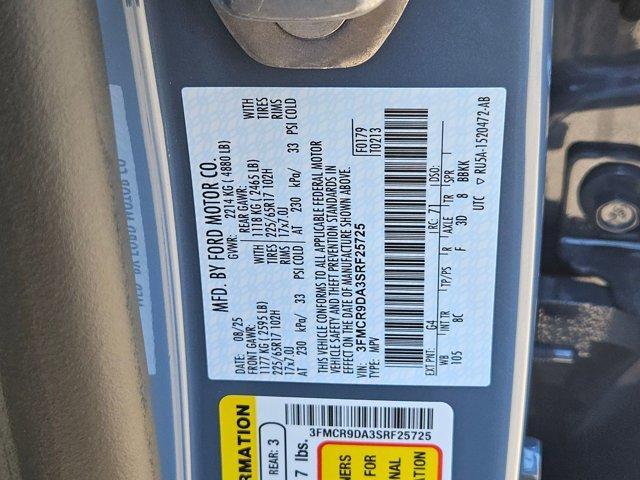 MFD. BY FORD MOTOR CO.
DATE: 08/25 GVWR: 2214 KG ( 4880 LB)
FRONT GAWR: REAR GAWR: WITH
1177 KG ( 2595 LB) 1118 KG ( 2465 LB) TIRES
225/65R17 102H 225/65R17 102H RIMS
17x7.0J 17x7.0J
AT 230 kPa/ 33 PSI COLD AT 230 kPa/ 33 PSI COLD
WITH
TIRES
RIMS
THIS VEHICLE CONFORMS TO ALL APPLICABLE FEDERAL MOTOR
VEHICLE SAFETY AND THEFT PREVENTION STANDARDS IN
EFFECT ON THE DATE OF MANUFACTURE SHOWN ABOVE.
F0179
T0213
VIN: 3FMCR9DA3SRF25725
TYPE: MPV
EXT PNT: G4 RC: 71 DSO:
WB INT TR TP/PS R AXLE TR SPR
105 8C F 3D 8 BBKK
UTC RU5A-1520472-AB
3FMCR9DA3SRF25725
REAR: 3
7 lbs.